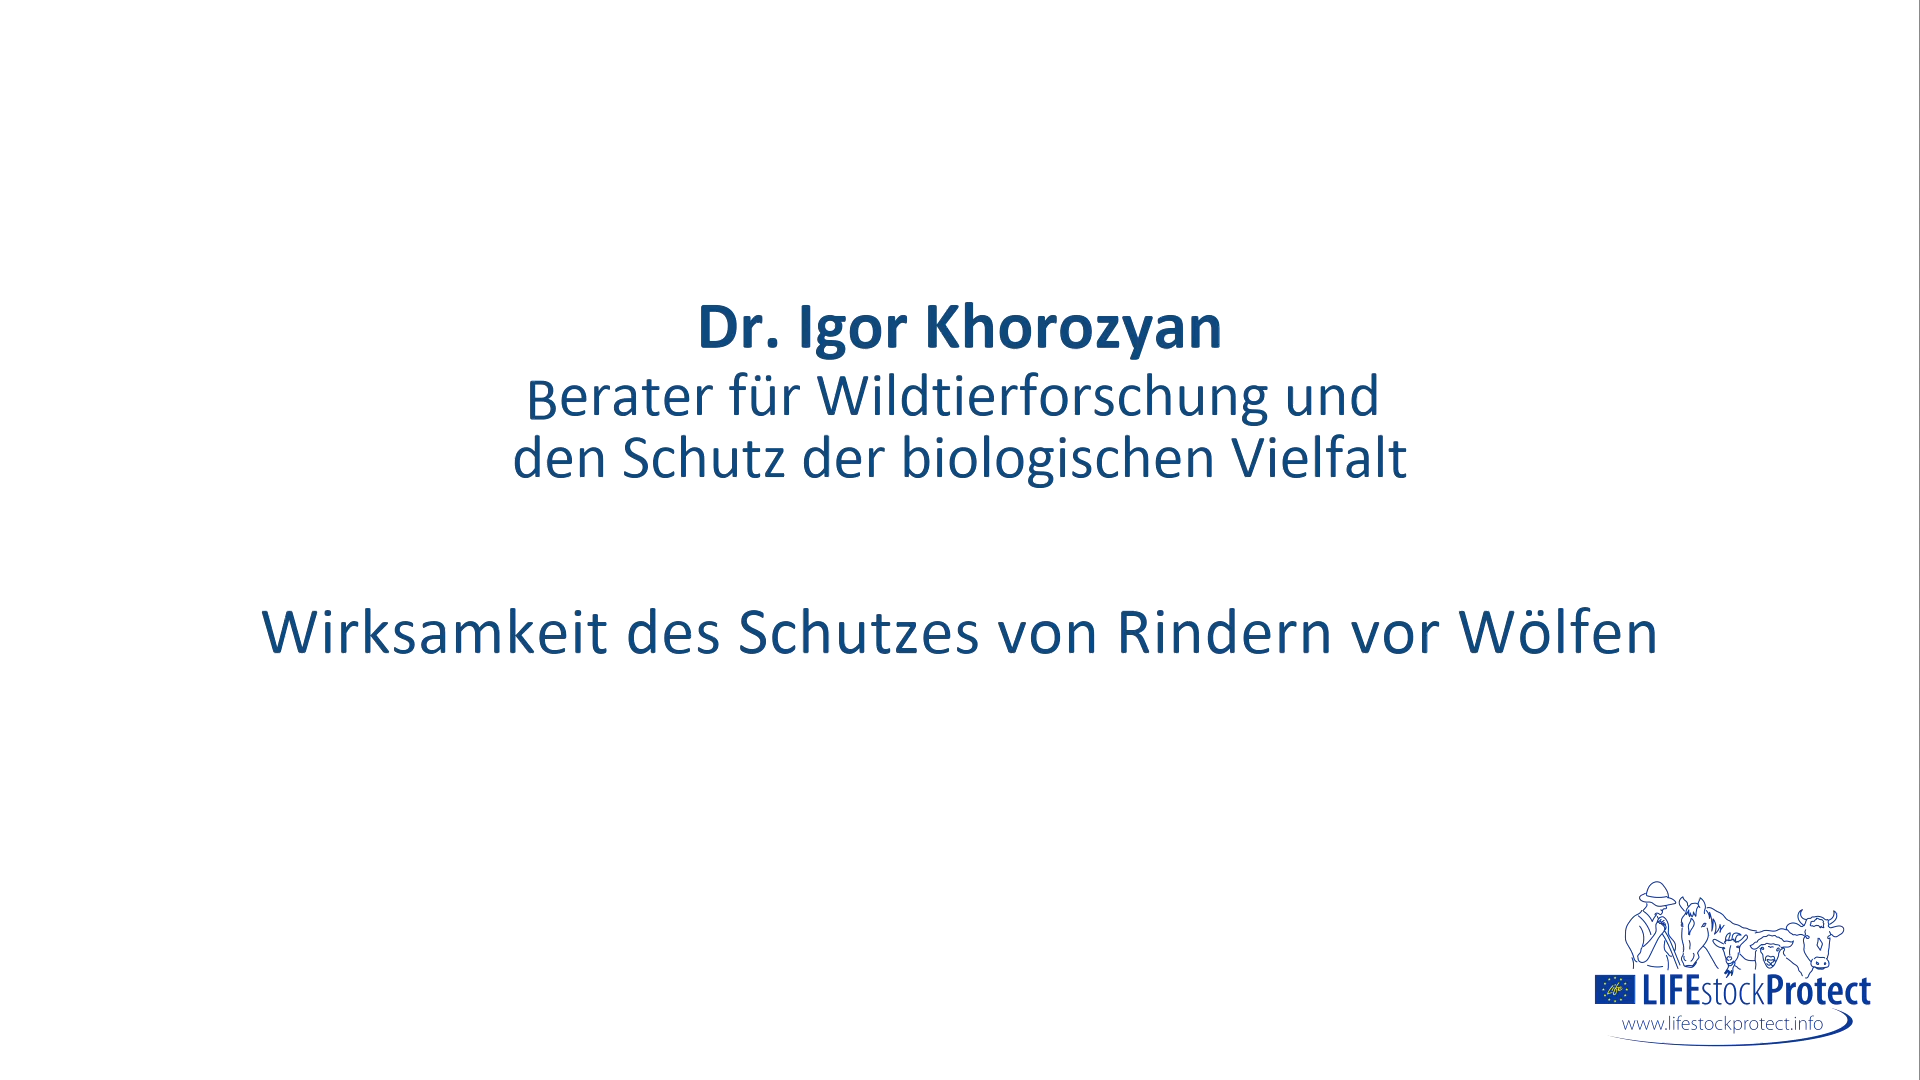 Dr. Igor Khorozyan
Berater für Wildtierforschung und
den Schutz der biologischen Vielfalt
Wirksamkeit des Schutzes von Rindern vor Wölfen
Life
LIFEstockProtect
www.lifestockprotect.info